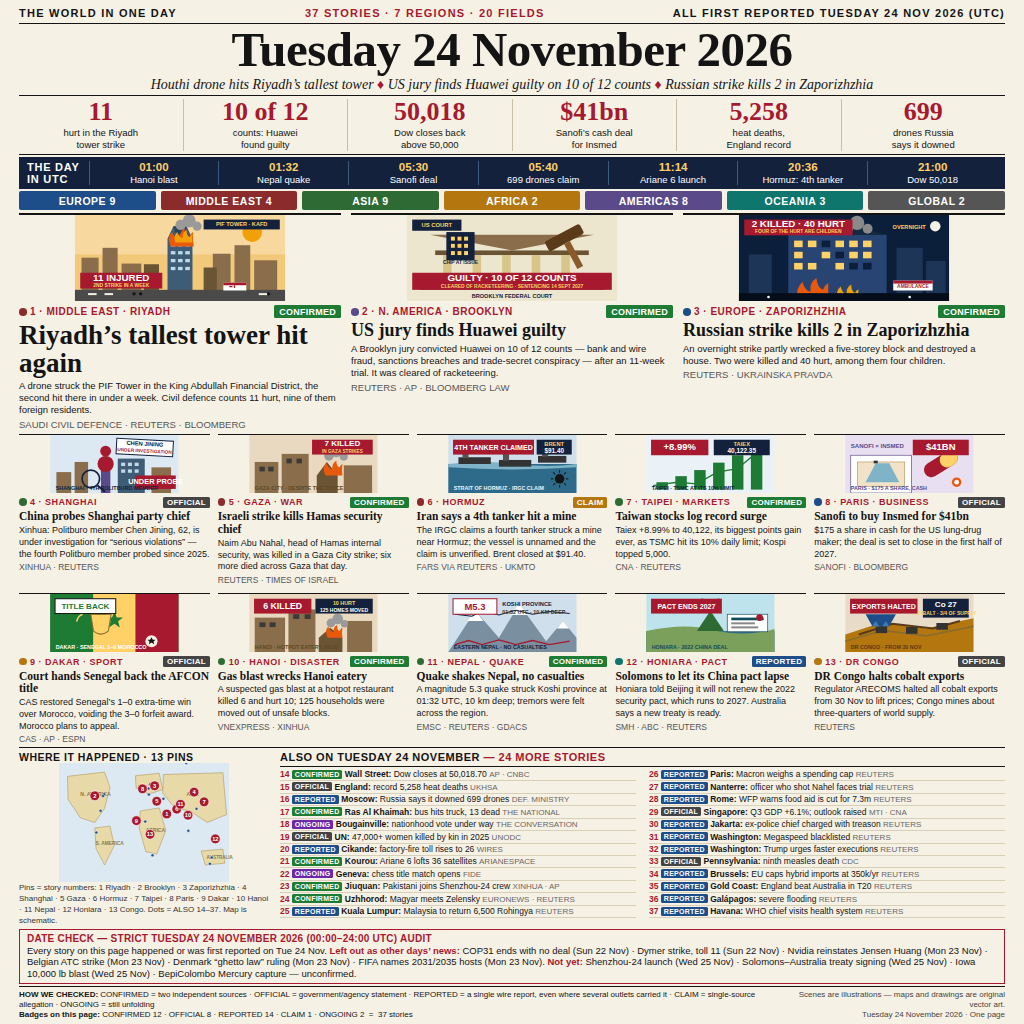 THE WORLD IN ONE DAY
37 STORIES · 7 REGIONS · 20 FIELDS
ALL FIRST REPORTED TUESDAY 24 NOV 2026 (UTC)
Tuesday 24 November 2026
Houthi drone hits Riyadh's tallest tower ♦ US jury finds Huawei guilty on 10 of 12 counts ♦ Russian strike kills 2 in Zaporizhzhia
11
hurt in the Riyadh
tower strike
10 of 12
counts: Huawei
found guilty
50,018
Dow closes back
above 50,000
$41bn
Sanofi's cash deal
for Insmed
5,258
heat deaths,
England record
699
drones Russia
says it downed
THE DAY
IN UTC
01:00
Hanoi blast
01:32
Nepal quake
05:30
Sanofi deal
05:40
699 drones claim
11:14
Ariane 6 launch
20:36
Hormuz: 4th tanker
21:00
Dow 50,018
EUROPE 9
MIDDLE EAST 4
ASIA 9
AFRICA 2
AMERICAS 8
OCEANIA 3
GLOBAL 2
PIF TOWER · KAFD
11 INJURED
2ND STRIKE IN A WEEK
1 · MIDDLE EAST · RIYADH
CONFIRMED
Riyadh's tallest tower hit
again
A drone struck the PIF Tower in the King Abdullah Financial District, the
second hit there in under a week. Civil defence counts 11 hurt, nine of them
foreign residents.
SAUDI CIVIL DEFENCE · REUTERS · BLOOMBERG
US COURT
CHIP AT ISSUE
GUILTY · 10 OF 12 COUNTS
CLEARED OF RACKETEERING · SENTENCING 14 SEPT 2027
BROOKLYN FEDERAL COURT
2 · N. AMERICA · BROOKLYN
CONFIRMED
US jury finds Huawei guilty
A Brooklyn jury convicted Huawei on 10 of 12 counts — bank and wire
fraud, sanctions breaches and trade-secret conspiracy — after an 11-week
trial. It was cleared of racketeering.
REUTERS · AP · BLOOMBERG LAW
2 KILLED · 40 HURT
FOUR OF THE HURT ARE CHILDREN
OVERNIGHT
AMBULANCE
3 · EUROPE · ZAPORIZHZHIA
CONFIRMED
Russian strike kills 2 in Zaporizhzhia
An overnight strike partly wrecked a five-storey block and destroyed a
house. Two were killed and 40 hurt, among them four children.
REUTERS · UKRAINSKA PRAVDA
CHEN JINING
UNDER INVESTIGATION
UNDER PROBE
4 · SHANGHAI
OFFICIAL
China probes Shanghai party chief
Xinhua: Politburo member Chen Jining, 62, is
under investigation for "serious violations" —
the fourth Politburo member probed since 2025.
XINHUA · REUTERS
7 KILLED
IN GAZA STRIKES
5 · GAZA · WAR
CONFIRMED
Israeli strike kills Hamas security
chief
Naim Abu Nahal, head of Hamas internal
security, was killed in a Gaza City strike; six
more died across Gaza that day.
REUTERS · TIMES OF ISRAEL
4TH TANKER CLAIMED
BRENT
$91.40
STRAIT OF HORMUZ · IRGC CLAIM
6 · HORMUZ
CLAIM
Iran says a 4th tanker hit a mine
The IRGC claims a fourth tanker struck a mine
near Hormuz; the vessel is unnamed and the
claim is unverified. Brent closed at $91.40.
FARS VIA REUTERS · UKMTO
+8.99%
TAIEX
40,122.35
TAIPEI · TSMC AT ITS 10% LIMIT
7 · TAIPEI · MARKETS
CONFIRMED
Taiwan stocks log record surge
Taiex +8.99% to 40,122, its biggest points gain
ever, as TSMC hit its 10% daily limit; Kospi
topped 5,000.
CNA · REUTERS
SANOFI + INSMED
$41BN
PARIS · $175 A SHARE, CASH
8 · PARIS · BUSINESS
OFFICIAL
Sanofi to buy Insmed for $41bn
$175 a share in cash for the US lung-drug
maker; the deal is set to close in the first half of
2027.
SANOFI · BLOOMBERG
TITLE BACK
DAKAR · SENEGAL 1–0 MOROCCO
9 · DAKAR · SPORT
OFFICIAL
Court hands Senegal back the AFCON
title
CAS restored Senegal's 1–0 extra-time win
over Morocco, voiding the 3–0 forfeit award.
Morocco plans to appeal.
CAS · AP · ESPN
6 KILLED
10 HURT
125 HOMES MOVED
10 · HANOI · DISASTER
CONFIRMED
Gas blast wrecks Hanoi eatery
A suspected gas blast at a hotpot restaurant
killed 6 and hurt 10; 125 households were
moved out of unsafe blocks.
VNEXPRESS · XINHUA
M5.3
KOSHI PROVINCE
01:32 UTC · 10 KM DEEP
EASTERN NEPAL · NO CASUALTIES
11 · NEPAL · QUAKE
CONFIRMED
Quake shakes Nepal, no casualties
A magnitude 5.3 quake struck Koshi province at
01:32 UTC, 10 km deep; tremors were felt
across the region.
EMSC · REUTERS · GDACS
PACT ENDS 2027
HONIARA · 2022 CHINA DEAL
12 · HONIARA · PACT
REPORTED
Solomons to let its China pact lapse
Honiara told Beijing it will not renew the 2022
security pact, which runs to 2027. Australia
says a new treaty is ready.
SMH · ABC · REUTERS
EXPORTS HALTED
Co 27
DR CONGO · FROM 30 NOV
13 · DR CONGO
OFFICIAL
DR Congo halts cobalt exports
Regulator ARECOMS halted all cobalt exports
from 30 Nov to lift prices; Congo mines about
three-quarters of world supply.
REUTERS
WHERE IT HAPPENED · 13 PINS
S. AMERICA
AUSTRALIA
Pins = story numbers: 1 Riyadh · 2 Brooklyn · 3 Zaporizhzhia · 4
Shanghai · 5 Gaza · 6 Hormuz · 7 Taipei · 8 Paris · 9 Dakar · 10 Hanoi
· 11 Nepal · 12 Honiara · 13 Congo. Dots = ALSO 14–37. Map is
schematic.
ALSO ON TUESDAY 24 NOVEMBER — 24 MORE STORIES
14 CONFIRMED Wall Street: Dow closes at 50,018.70 AP · CNBC
15 OFFICIAL England: record 5,258 heat deaths UKHSA
16 REPORTED Moscow: Russia says it downed 699 drones DEF. MINISTRY
17 CONFIRMED Ras Al Khaimah: bus hits truck, 13 dead THE NATIONAL
18 ONGOING Bougainville: nationhood vote under way THE CONVERSATION
19 OFFICIAL UN: 47,000+ women killed by kin in 2025 UNODC
20 REPORTED Cikande: factory-fire toll rises to 26 WIRES
21 CONFIRMED Kourou: Ariane 6 lofts 36 satellites ARIANESPACE
22 ONGOING Geneva: chess title match opens FIDE
23 CONFIRMED Jiuquan: Pakistani joins Shenzhou-24 crew XINHUA · AP
24 CONFIRMED Uzhhorod: Magyar meets Zelensky EURONEWS · REUTERS
25 REPORTED Kuala Lumpur: Malaysia to return 6,500 Rohingya REUTERS
26 REPORTED Paris: Macron weighs a spending cap REUTERS
27 REPORTED Nanterre: officer who shot Nahel faces trial REUTERS
28 REPORTED Rome: WFP warns food aid is cut for 7.3m REUTERS
29 OFFICIAL Singapore: Q3 GDP +6.1%; outlook raised MTI · CNA
30 REPORTED Jakarta: ex-police chief charged with treason REUTERS
31 REPORTED Washington: Megaspeed blacklisted REUTERS
32 REPORTED Washington: Trump urges faster executions REUTERS
33 OFFICIAL Pennsylvania: ninth measles death CDC
34 REPORTED Brussels: EU caps hybrid imports at 350k/yr REUTERS
35 REPORTED Gold Coast: England beat Australia in T20 REUTERS
36 REPORTED Galápagos: severe flooding REUTERS
37 REPORTED Havana: WHO chief visits health system REUTERS
DATE CHECK — STRICT TUESDAY 24 NOVEMBER 2026 (00:00–24:00 UTC) AUDIT
Every story on this page happened or was first reported on Tue 24 Nov. Left out as other days' news: COP31 ends with no deal (Sun 22 Nov) · Dymer strike, toll 11 (Sun 22 Nov) · Nvidia reinstates Jensen Huang (Mon 23 Nov) ·
Belgian ATC strike (Mon 23 Nov) · Denmark "ghetto law" ruling (Mon 23 Nov) · FIFA names 2031/2035 hosts (Mon 23 Nov). Not yet: Shenzhou-24 launch (Wed 25 Nov) · Solomons–Australia treaty signing (Wed 25 Nov) · Iowa
10,000 lb blast (Wed 25 Nov) · BepiColombo Mercury capture — unconfirmed.
HOW WE CHECKED: CONFIRMED = two independent sources · OFFICIAL = government/agency statement · REPORTED = a single wire report, even where several outlets carried it · CLAIM = single-source
allegation · ONGOING = still unfolding
Badges on this page: CONFIRMED 12 · OFFICIAL 8 · REPORTED 14 · CLAIM 1 · ONGOING 2 = 37 stories
Scenes are illustrations — maps and drawings are original
vector art.
Tuesday 24 November 2026 · One page